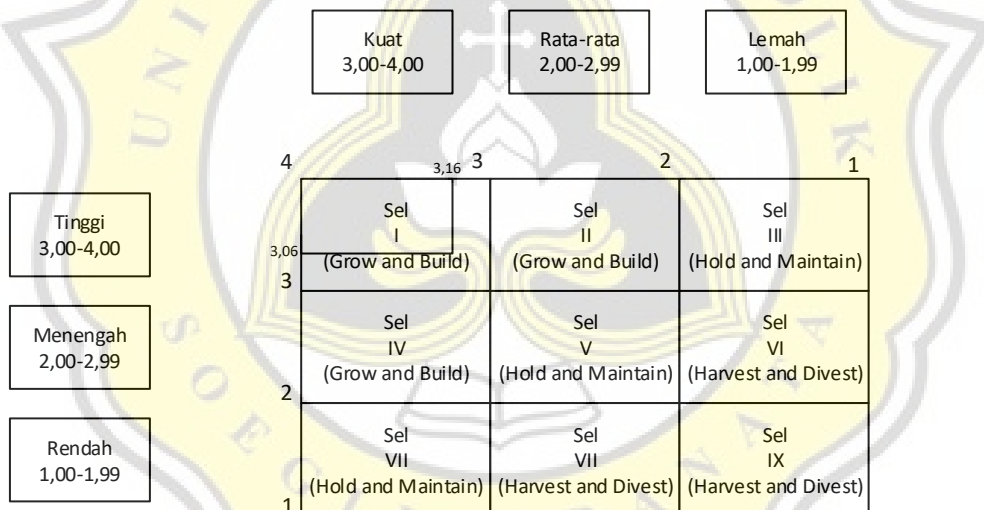 Kuat
3,00-4,00
Rata-rata
2,00-2,99
Lemah
1,00-1,99
4
3,16
3
2
1
Tinggi
3,00-4,00
Sel
I
(Grow and Build)
Sel
II
(Grow and Build)
Sel
III
(Hold and Maintain)
3,06
3
Menengah
2,00-2,99
Sel
IV
(Grow and Build)
Sel
V
(Hold and Maintain)
Sel
VI
(Harvest and Divest)
2
Rendah
1,00-1,99
Sel
VII
(Hold and Maintain)
Sel
VII
(Harvest and Divest)
Sel
IX
(Harvest and Divest)
1